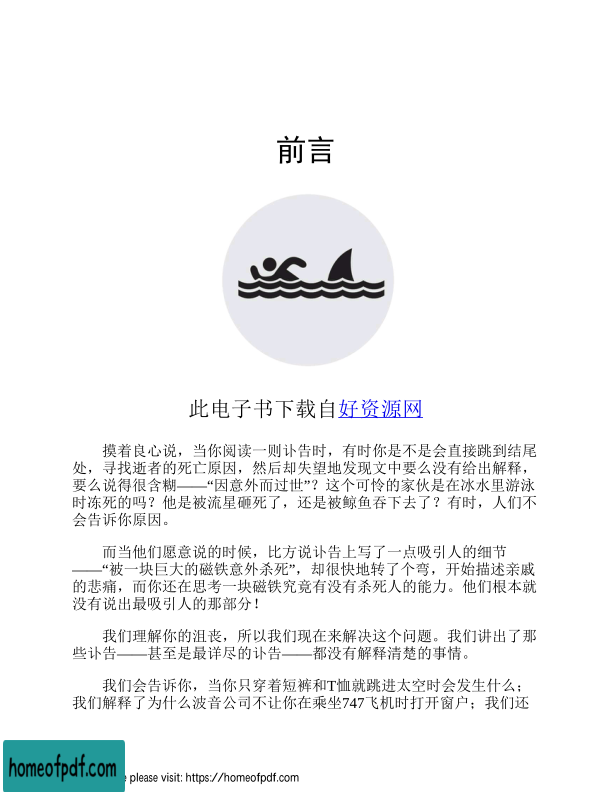 前言
此电子书下载自好资源网
摸着良心说，当你阅读一则讣告时，有时你是不是会直接跳到结尾
处，寻找逝者的死亡原因，然后却失望地发现文中要么没有给出解释，
要么说得很含糊——“因意外而过世”？这个可怜的家伙是在冰水里游泳
时冻死的吗？他是被流星砸死了，还是被鲸鱼吞下去了？有时，人们不
会告诉你原因。
而当他们愿意说的时候，比方说讣告上写了一点吸引人的细节
——“被一块巨大的磁铁意外杀死”，却很快地转了个弯，开始描述亲戚
的悲痛，而你还在思考一块磁铁究竟有没有杀死人的能力。他们根本就
没有说出最吸引人的那部分！
我们理解你的沮丧，所以我们现在来解决这个问题。我们讲出了那
些讣告——甚至是最详尽的讣告——都没有解释清楚的事情。
我们会告诉你，当你只穿着短裤和T恤就跳进太空时会发生什么；
我们解释了为什么波音公司不让你在乘坐747飞机时打开窗户；我们还
homeofpdf.com
e please visit: https://homeofpdf.com